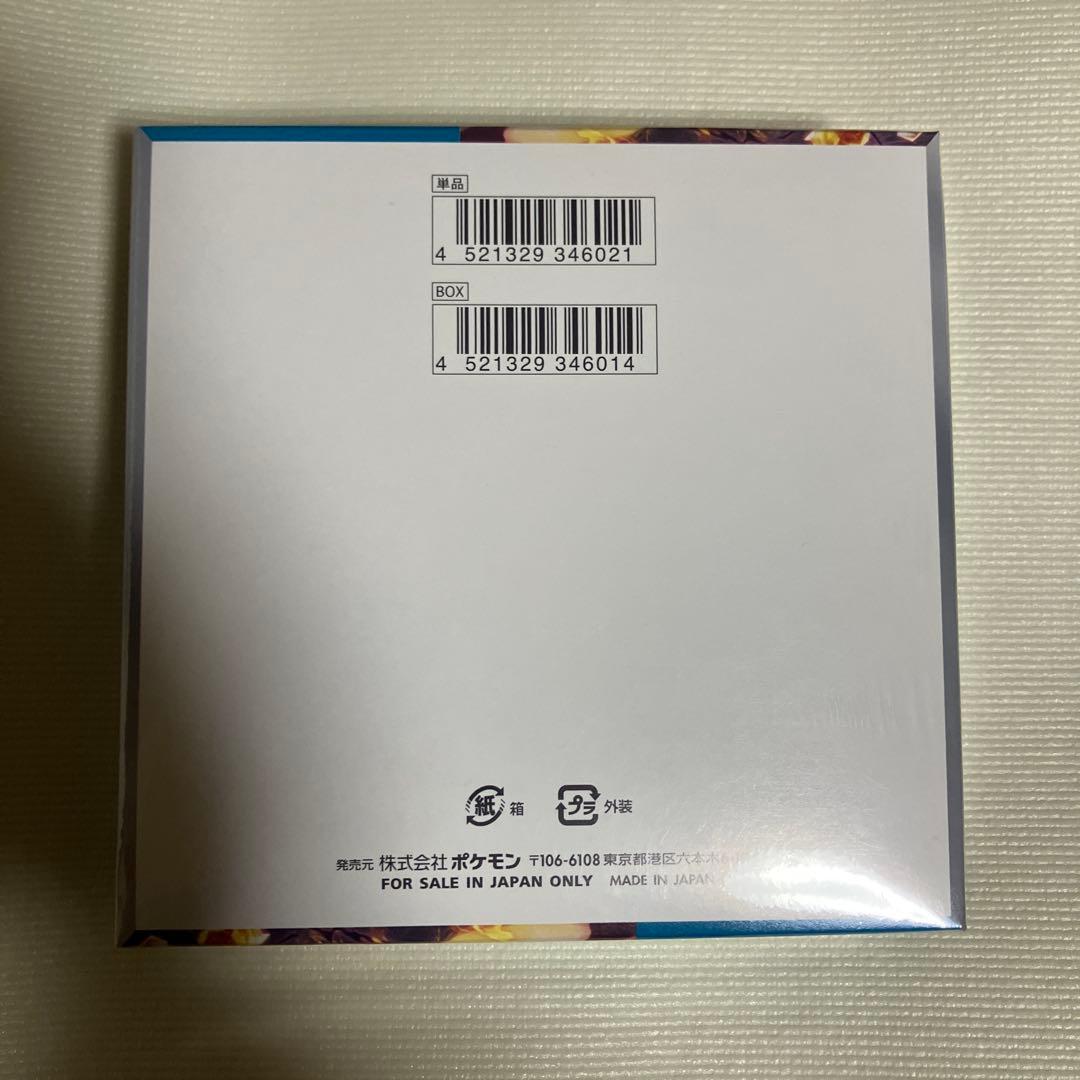 単品
4 521329 346021
BOX
4 521329 346014
紙 箱 プラ 外装
発売元 株式会社 ポケモン 〒106-6108 東京都港区六本木
FOR SALE IN JAPAN ONLY MADE IN JAPAN